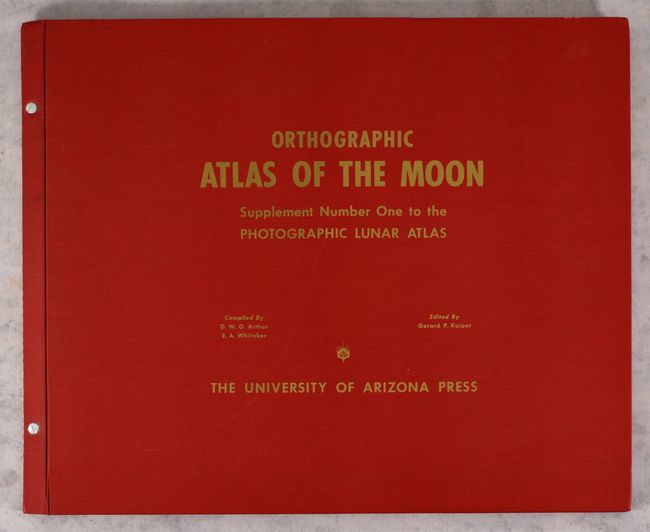 ORTHOGRAPHIC
ATLAS OF THE MOON
Supplement Number One to the
PHOTOGRAPHIC LUNAR ATLAS
Compiled By
D. W. G. Arthur
E. A. Whitaker
Edited By
Gerard P. Kuiper
THE UNIVERSITY OF ARIZONA PRESS